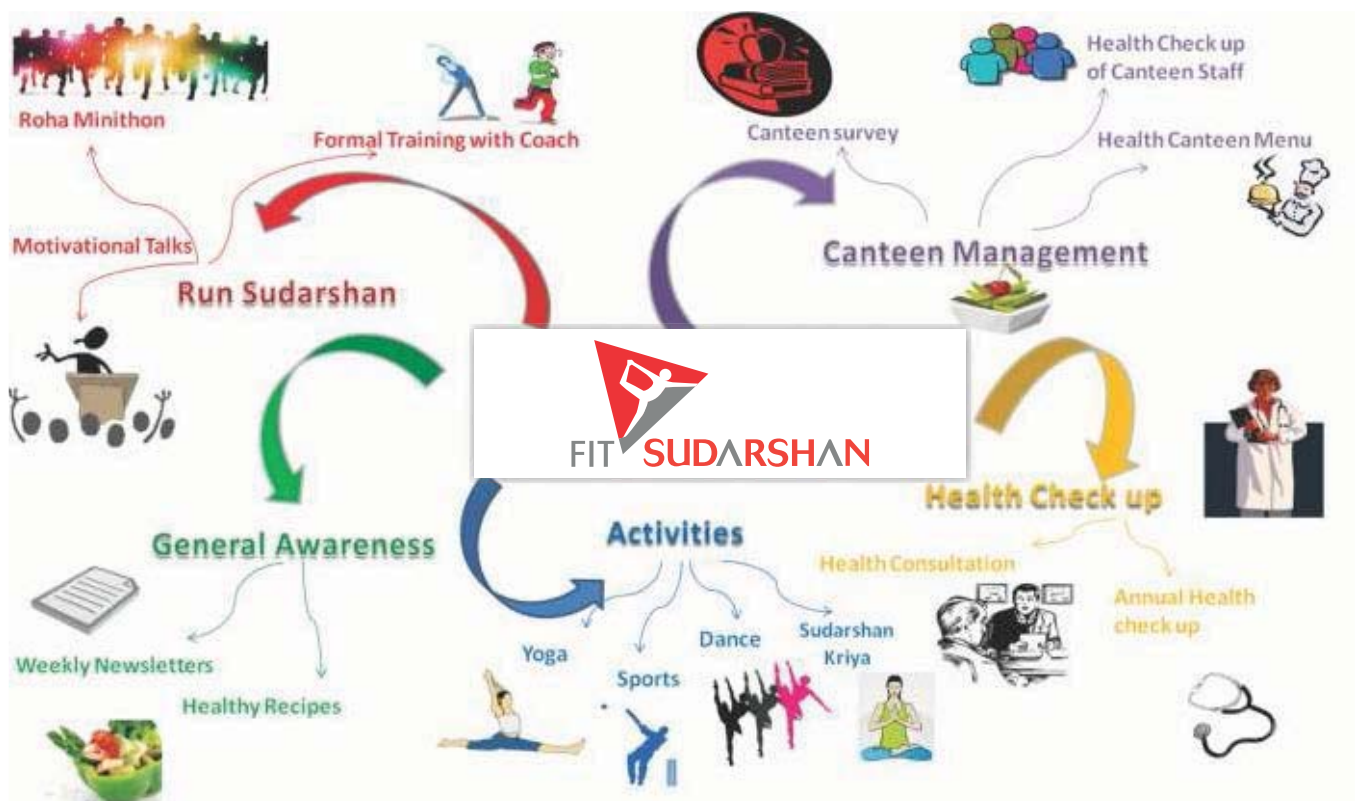 Roha Minithon
Formal Training with Coach
Motivational Talks
Run Sudarshan
Canteen survey
Health Check up
of Canteen Staff
Health Canteen Menu
Canteen Management
FIT SUDARSHAN
General Awareness
Weekly Newsletters
Healthy Recipes
Activities
Yoga
Sports
Dance
Sudarshan
Kriya
Health Check up
Health Consultation
Annual Health
check up